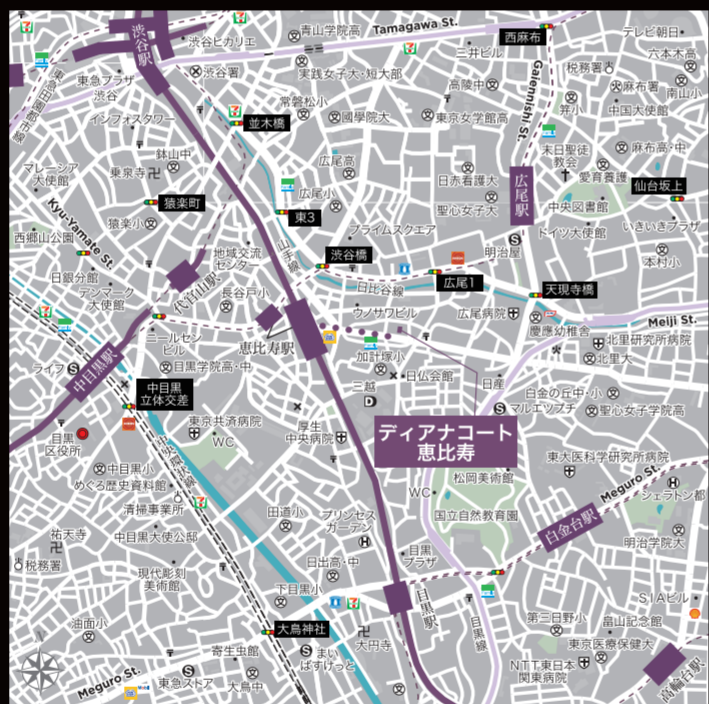 渋谷駅
渋谷ヒカリエ
青山学院高
Tamagawa St.
西麻布
テレビ朝日
三井ビル
六本木高
税務署
東急田園都市線
東急プラザ
渋谷
渋谷署
実践女子大・短大部
高陵中
Gaiennishi St.
麻布署
南山小
常磐松小
笄小
中国大使館
インフォスタワー
並木橋
國學院大
東京女学館高
鉢山中
広尾高
末日聖徒
教会
麻布高・中
マレーシア
大使館
東泉寺
日赤看護大
愛育養護
仙台坂上
広尾小
広尾駅
猿楽町
聖心女子大
中央図書館
猿楽小
東3
いきいきプラザ
Kyu-Yamate St.
プライムスクエア
ドイツ大使館
西郷山公園
山手線
渋谷橋
明治屋
本村小
地域交流
センター
日銀分館
代官山駅
日比谷線
広尾1
天現寺橋
デンマーク
大使館
長谷戸小
ウノサワビル
広尾病院
慶應幼稚舎
Meiji St.
ニールセン
ビル
恵比寿駅
北里研究所病院
加計塚小
北里大
中目黒駅
目黒学院高・中
日仏会館
ライフ
三越
日産
中目黒
立体交差
白金の丘中・小
マルエツプチ
聖心女子学院高
東京共済病院
厚生
中央病院
ディアナコート
恵比寿
目黒
区役所
WC
中央環状線
東大医科学研究所病院
中目黒小
めぐろ歴史資料館
松岡美術館
Meguro St.
WC
シェラトン都
清掃事業所
田道小
プリンセス
ガーデン
国立自然教育園
白金台駅
祐天寺
中目黒大使公邸
明治学院大
税務署
目黒
プラザ
現代彫刻
美術館
日出高・中
下目黒小
目黒駅
SIAビル
油面小
目黒線
第三日野小
畠山記念館
大鳥神社
大円寺
東京医療保健大
寄生虫館
まい
ばすけっと
NTT東日本
関東病院
東急ストア
大鳥中
高輪台駅
Meguro St.